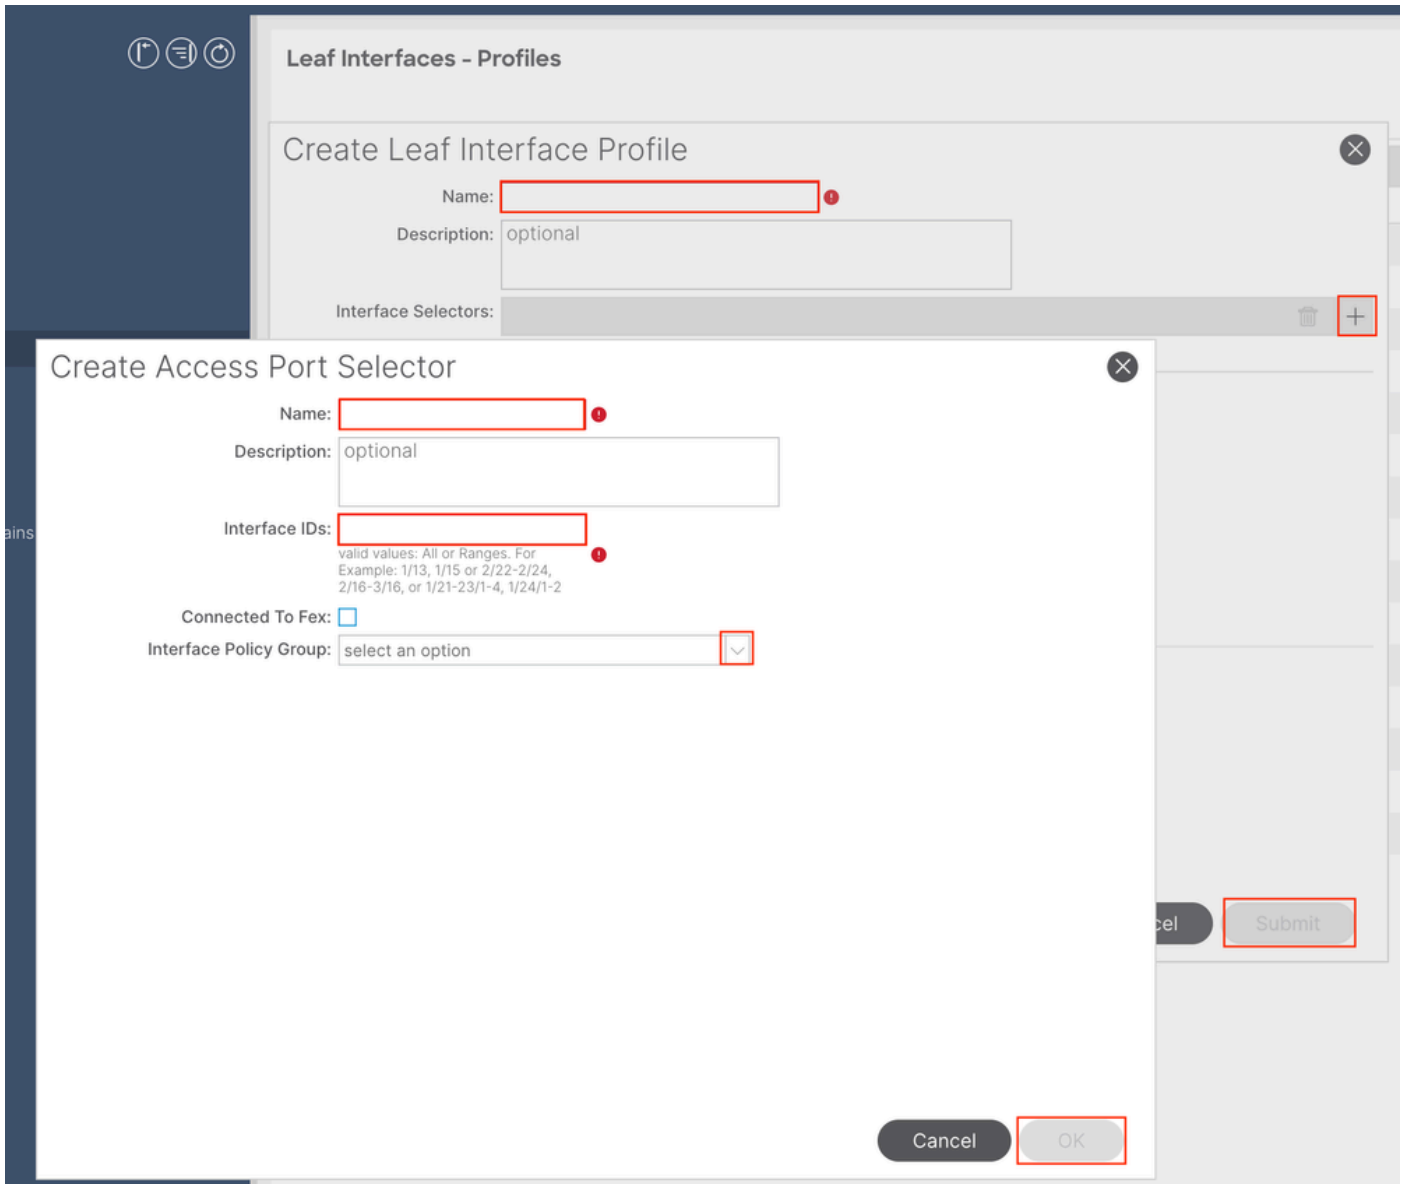 Leaf Interfaces - Profiles
Create Leaf Interface Profile
Name:
Description: optional
Interface Selectors:
Create Access Port Selector
Name:
Description: optional
Interface IDs:
valid values: All or Ranges. For
Example: 1/13, 1/15 or 2/22-2/24,
2/16-3/16, or 1/21-23/1-4, 1/24/1-2
Connected To Fex:
Interface Policy Group: select an option
ains
cel Submit
Cancel OK